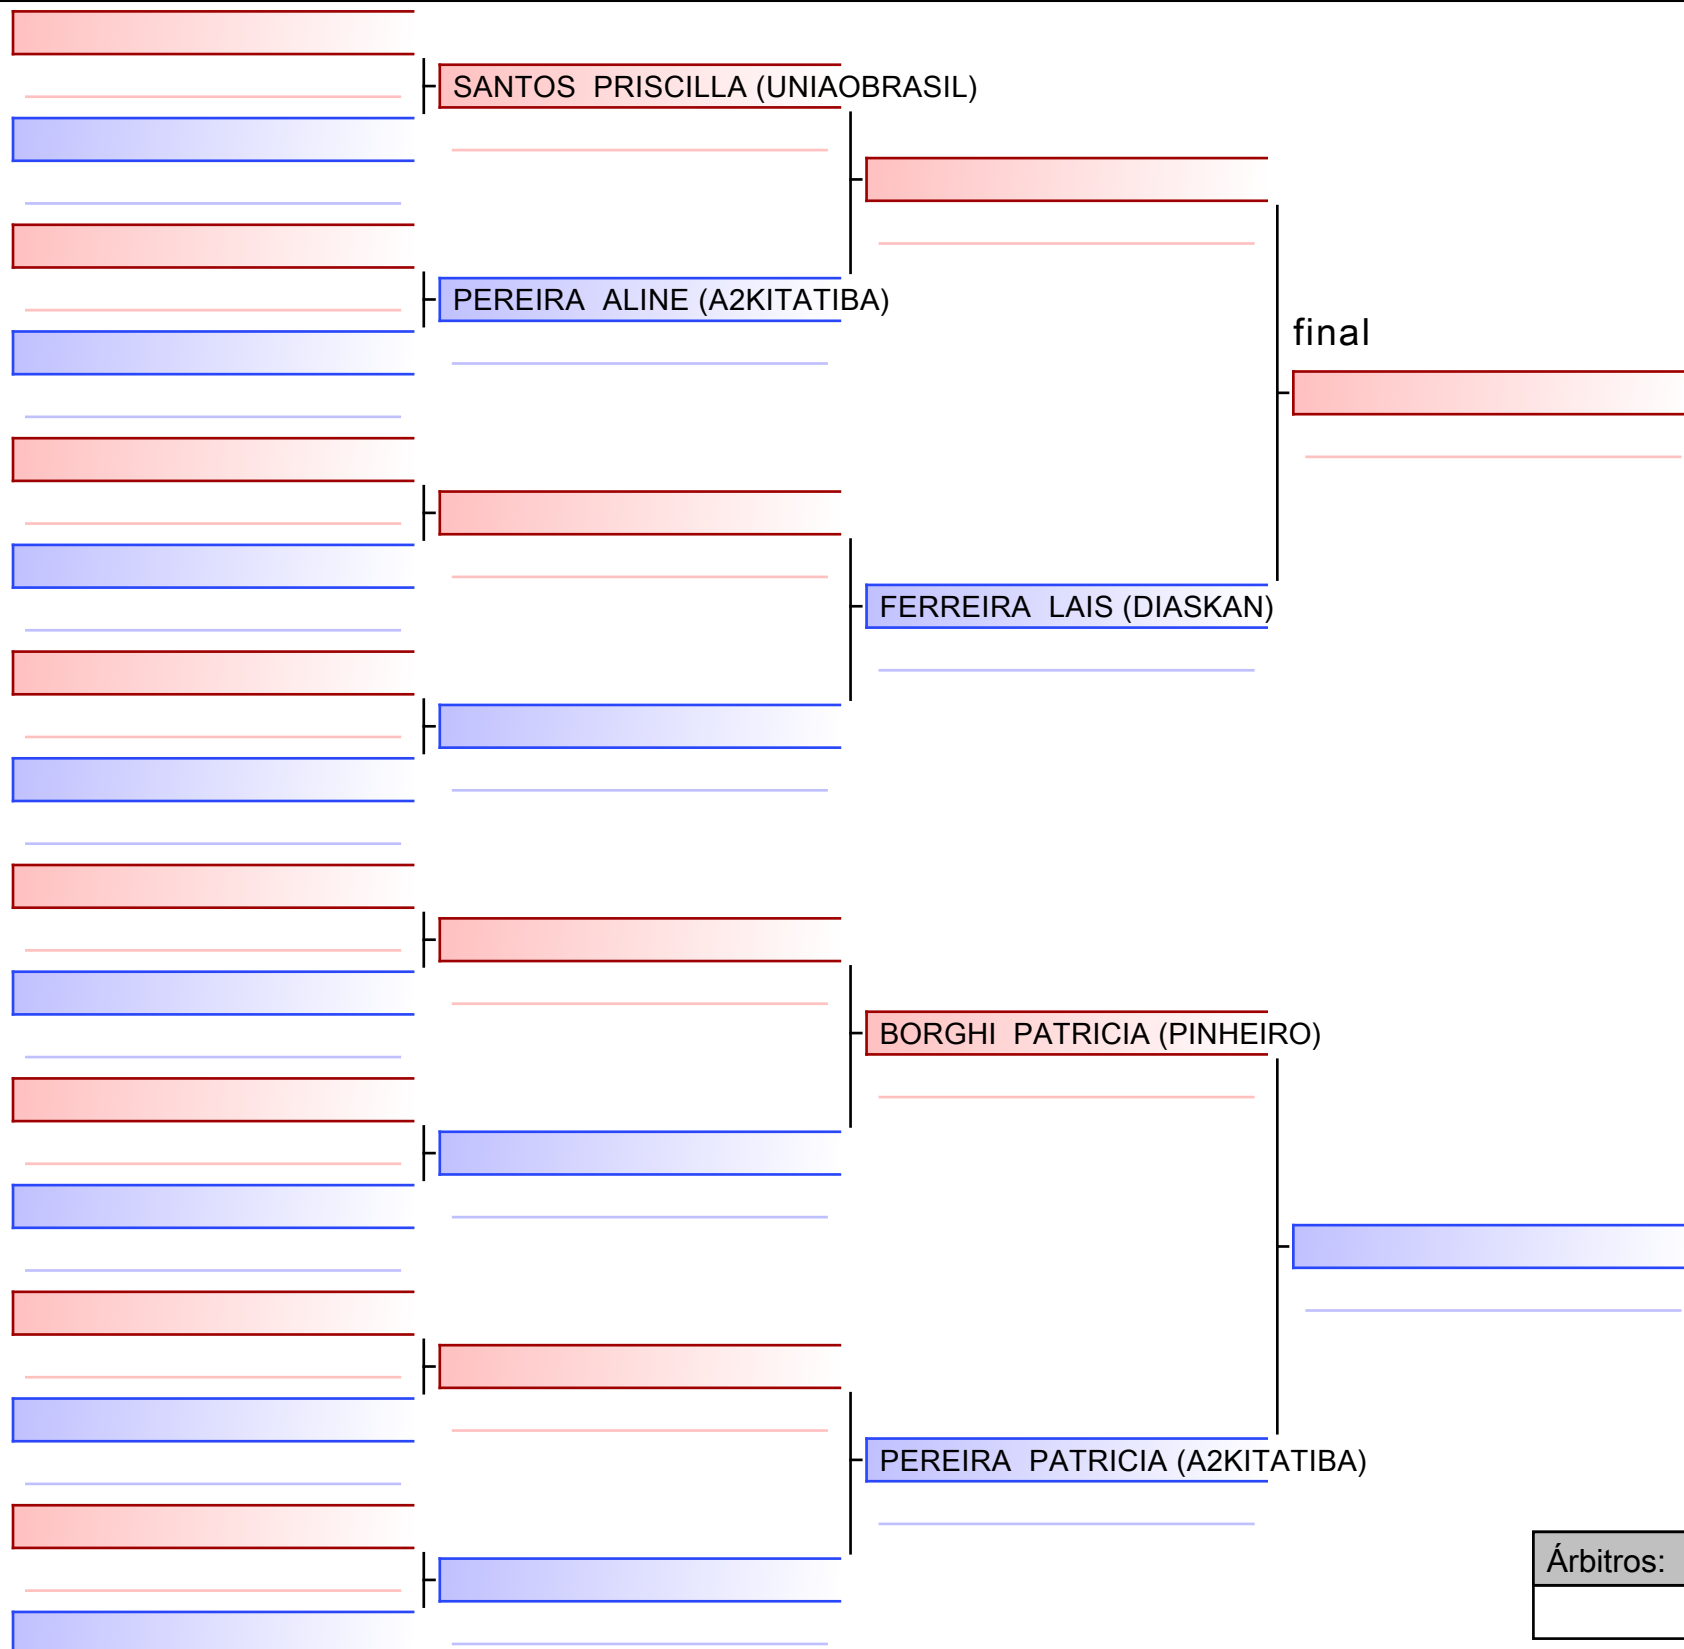 SANTOS  PRISCILLA (UNIAOBRASIL)
PEREIRA  ALINE (A2KITATIBA)
final
FERREIRA  LAIS (DIASKAN)
BORGHI  PATRICIA (PINHEIRO)
PEREIRA  PATRICIA (A2KITATIBA)
Árbitros: